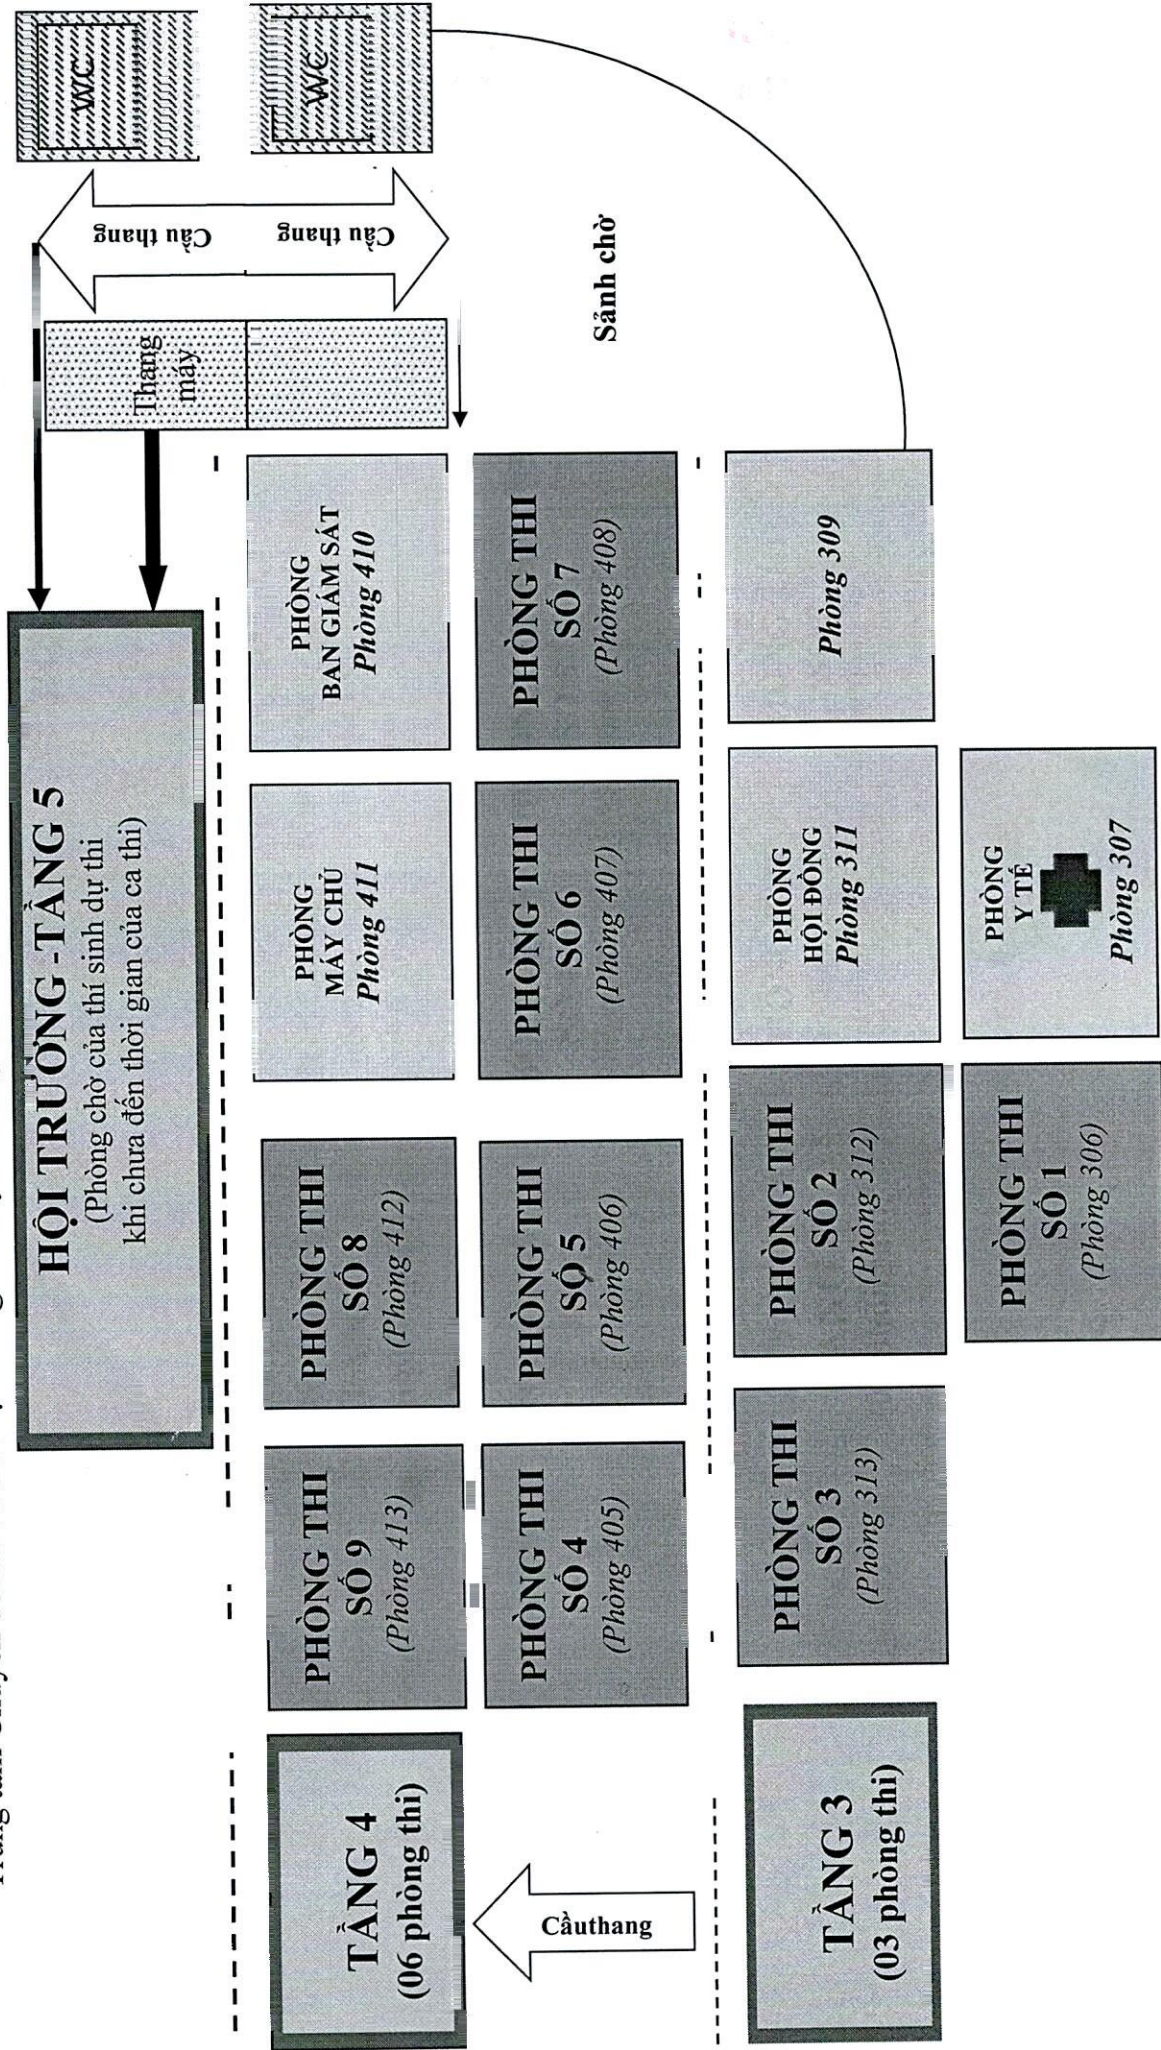 HỘI TRƯỜNG -TẦNG 5
(Phòng chờ của thí sinh dự thi
khi chưa đến thời gian của ca thi)
Thang
máy
Cầu thang
Cầu thang
WC
WC
TẦNG 4
(06 phòng thi)
PHÒNG THI
SỐ 9
(Phòng 413)
PHÒNG THI
SỐ 8
(Phòng 412)
PHÒNG
MÁY CHỦ
Phòng 411
PHÒNG
BAN GIÁM SÁT
Phòng 410
PHÒNG THI
SỐ 4
(Phòng 405)
PHÒNG THI
SỐ 5
(Phòng 406)
PHÒNG THI
SỐ 6
(Phòng 407)
PHÒNG THI
SỐ 7
(Phòng 408)
Sảnh chờ
Cầuthang
TẦNG 3
(03 phòng thi)
PHÒNG THI
SỐ 3
(Phòng 313)
PHÒNG THI
SỐ 2
(Phòng 312)
PHÒNG
HỘI ĐỒNG
Phòng 311
Phòng 309
PHÒNG THI
SỐ 1
(Phòng 306)
PHÒNG
Y TẾ
Phòng 307